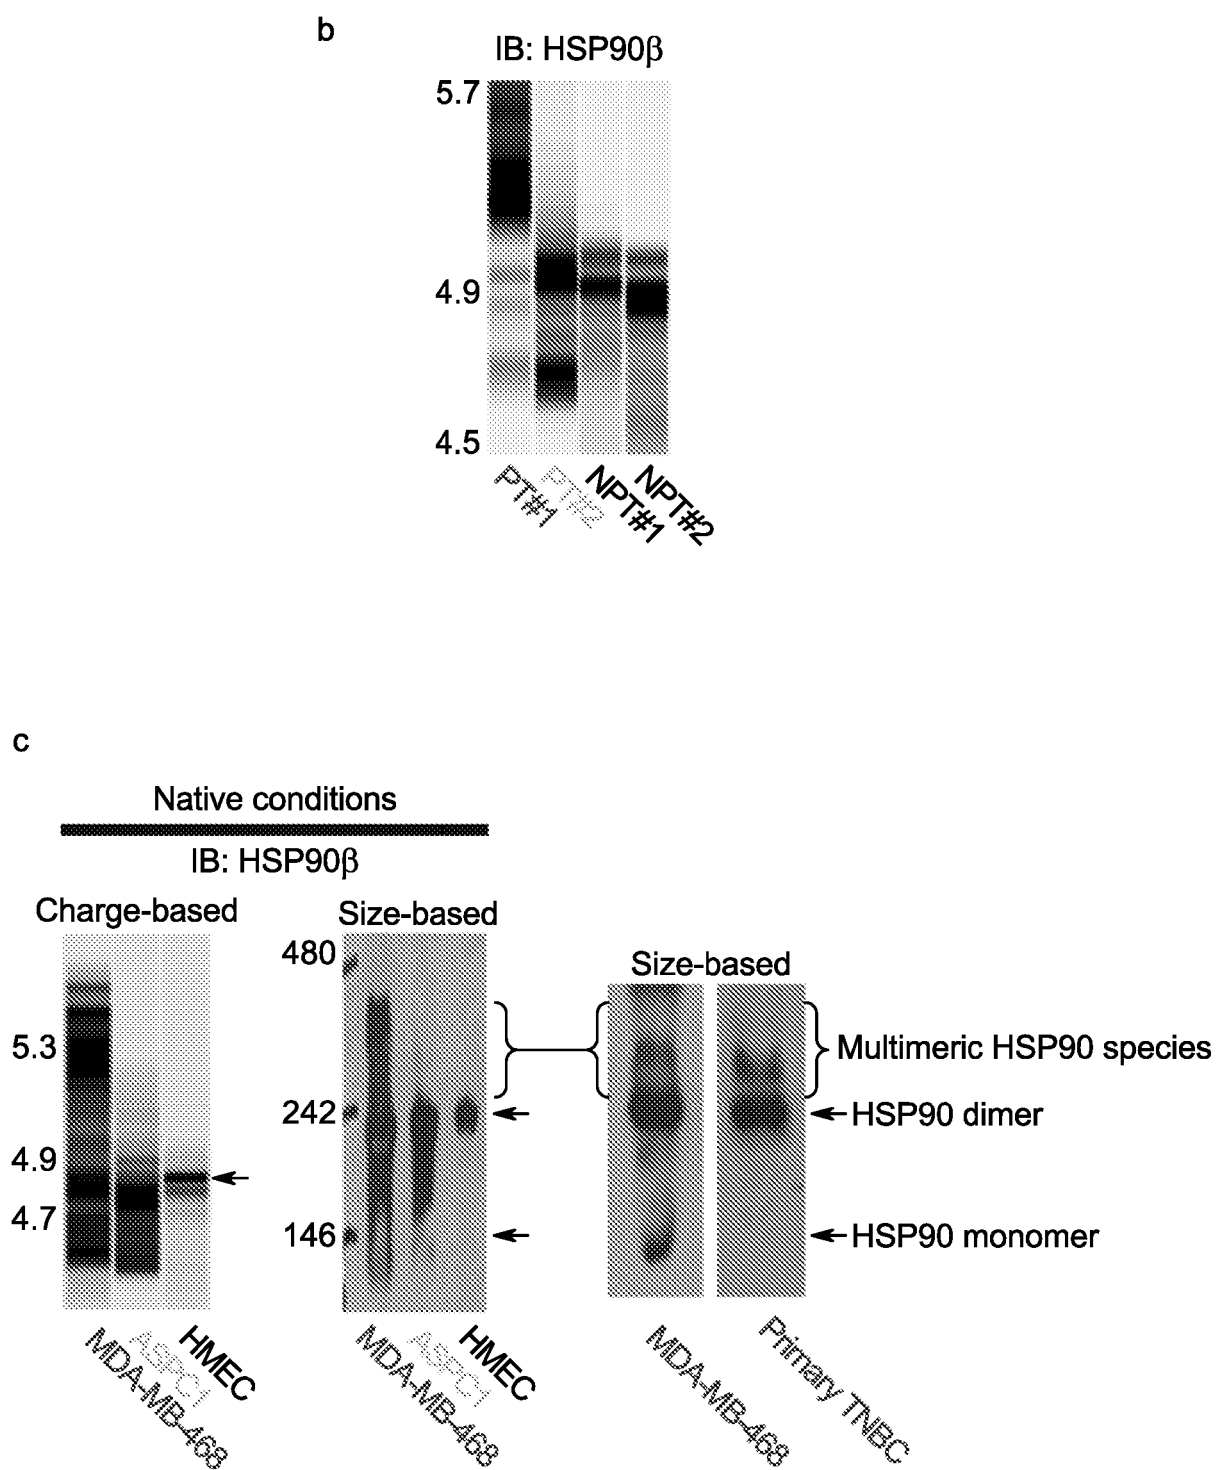 b
IB: HSP90β
5.7
4.9
4.5
PT#1
PT#2
NPT#1
NPT#2
c
Native conditions
IB: HSP90β
Charge-based
Size-based
Size-based
5.3
4.9
4.7
480
242
146
Multimeric HSP90 species
HSP90 dimer
HSP90 monomer
MDA-MB-468
ASPC1
HMEC
MDA-MB-468
ASPC1
HMEC
MDA-MB-468
Primary TNBC